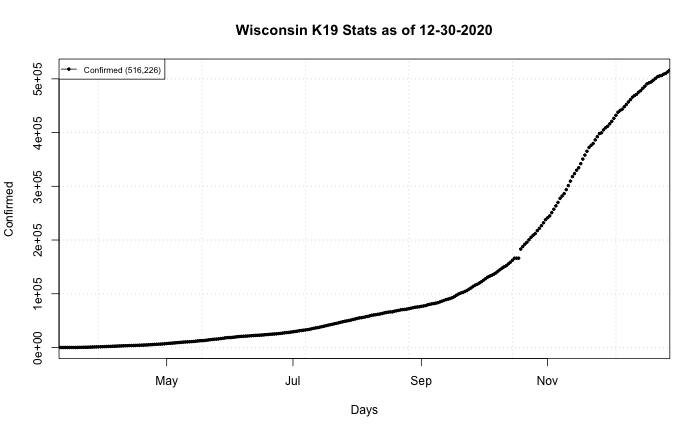 Wisconsin K19 Stats as of 12-30-2020
Confirmed (516,226)
Confirmed
5e+05
4e+05
3e+05
2e+05
1e+05
0e+00
May Jul Sep Nov
Days